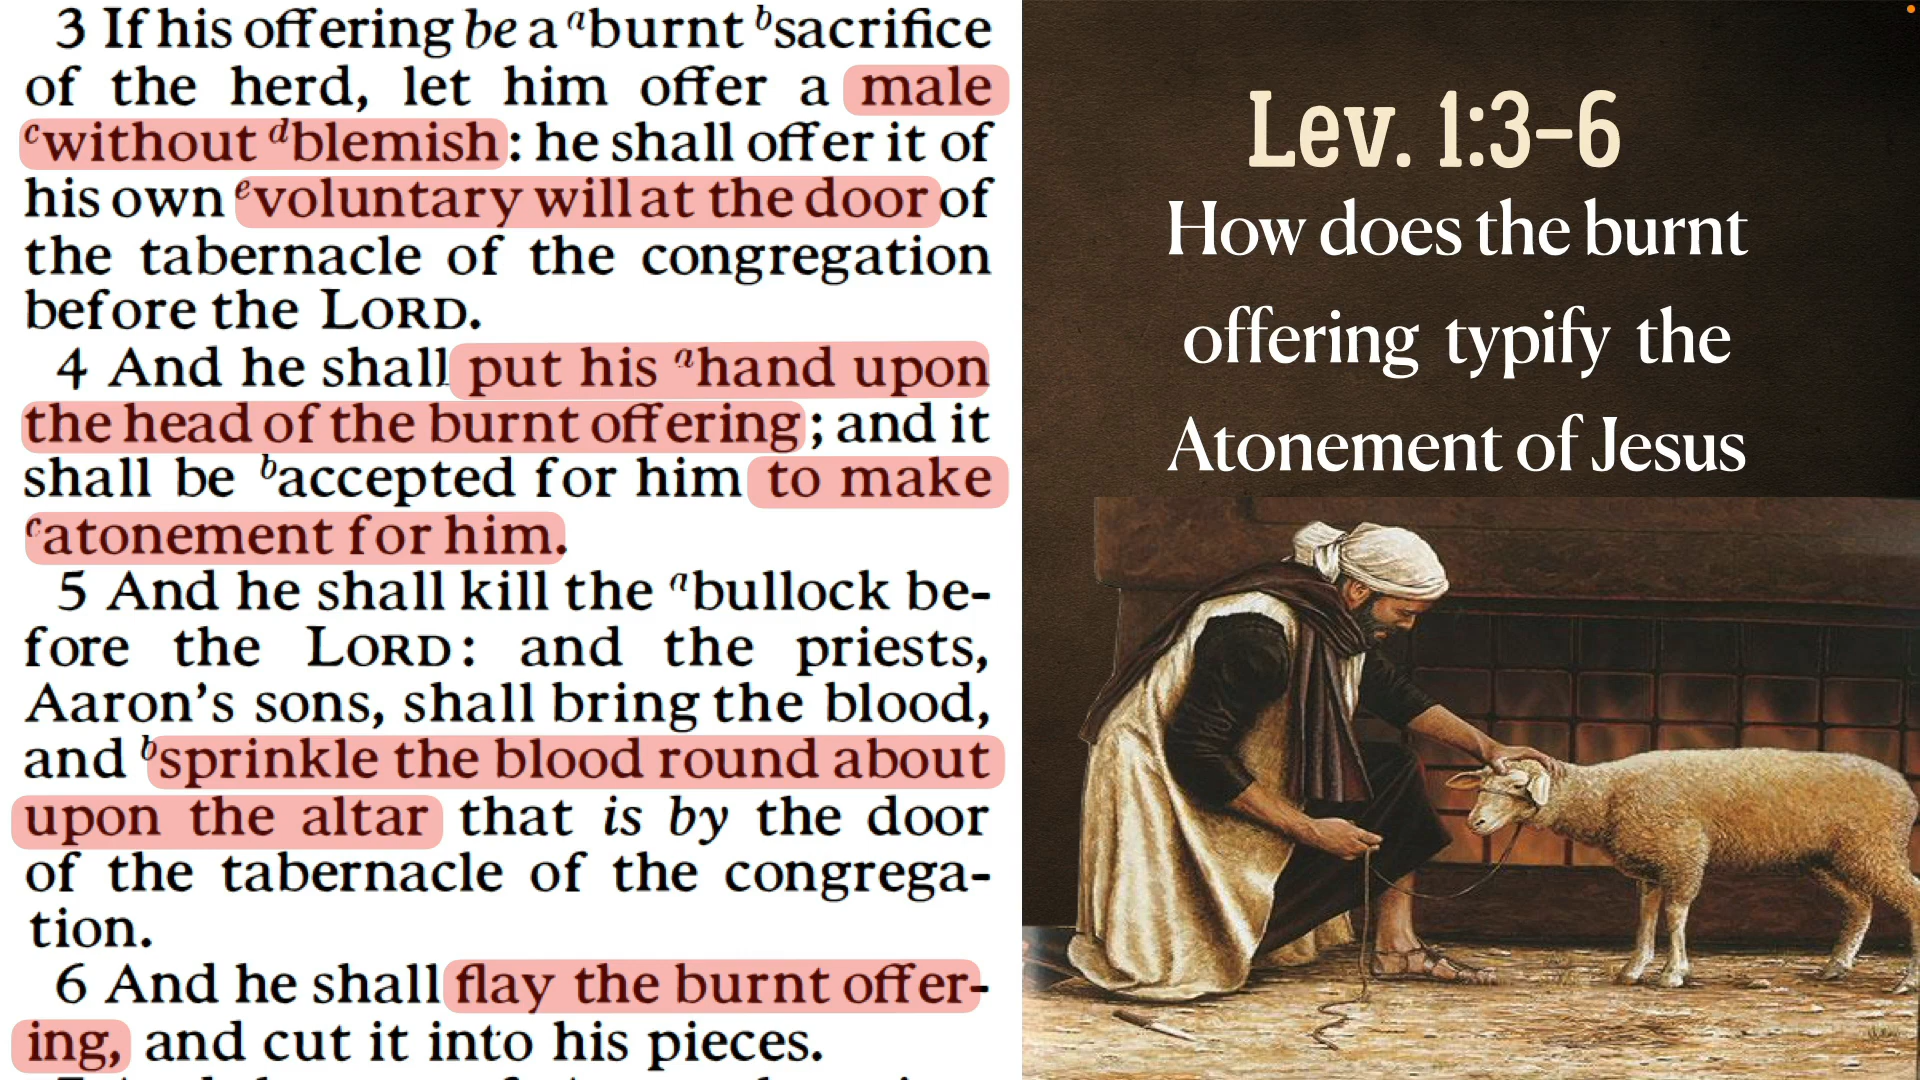 3 If his offering be a ᵃburnt ᵇsacrifice
of the herd, let him offer a male
ᶜwithout ᵈblemish: he shall offer it of
his own ᵉvoluntary will at the door of
the tabernacle of the congregation
before the LORD.
4 And he shall put his ᵃhand upon
the head of the burnt offering; and it
shall be ᵇaccepted for him to make
ᶜatonement for him.
5 And he shall kill the ᵃbullock be-
fore the LORD: and the priests,
Aaron’s sons, shall bring the blood,
and ᵇsprinkle the blood round about
upon the altar that is by the door
of the tabernacle of the congrega-
tion.
6 And he shall flay the burnt offer-
ing, and cut it into his pieces.
Lev. 1:3–6
How does the burnt
offering typify the
Atonement of Jesus